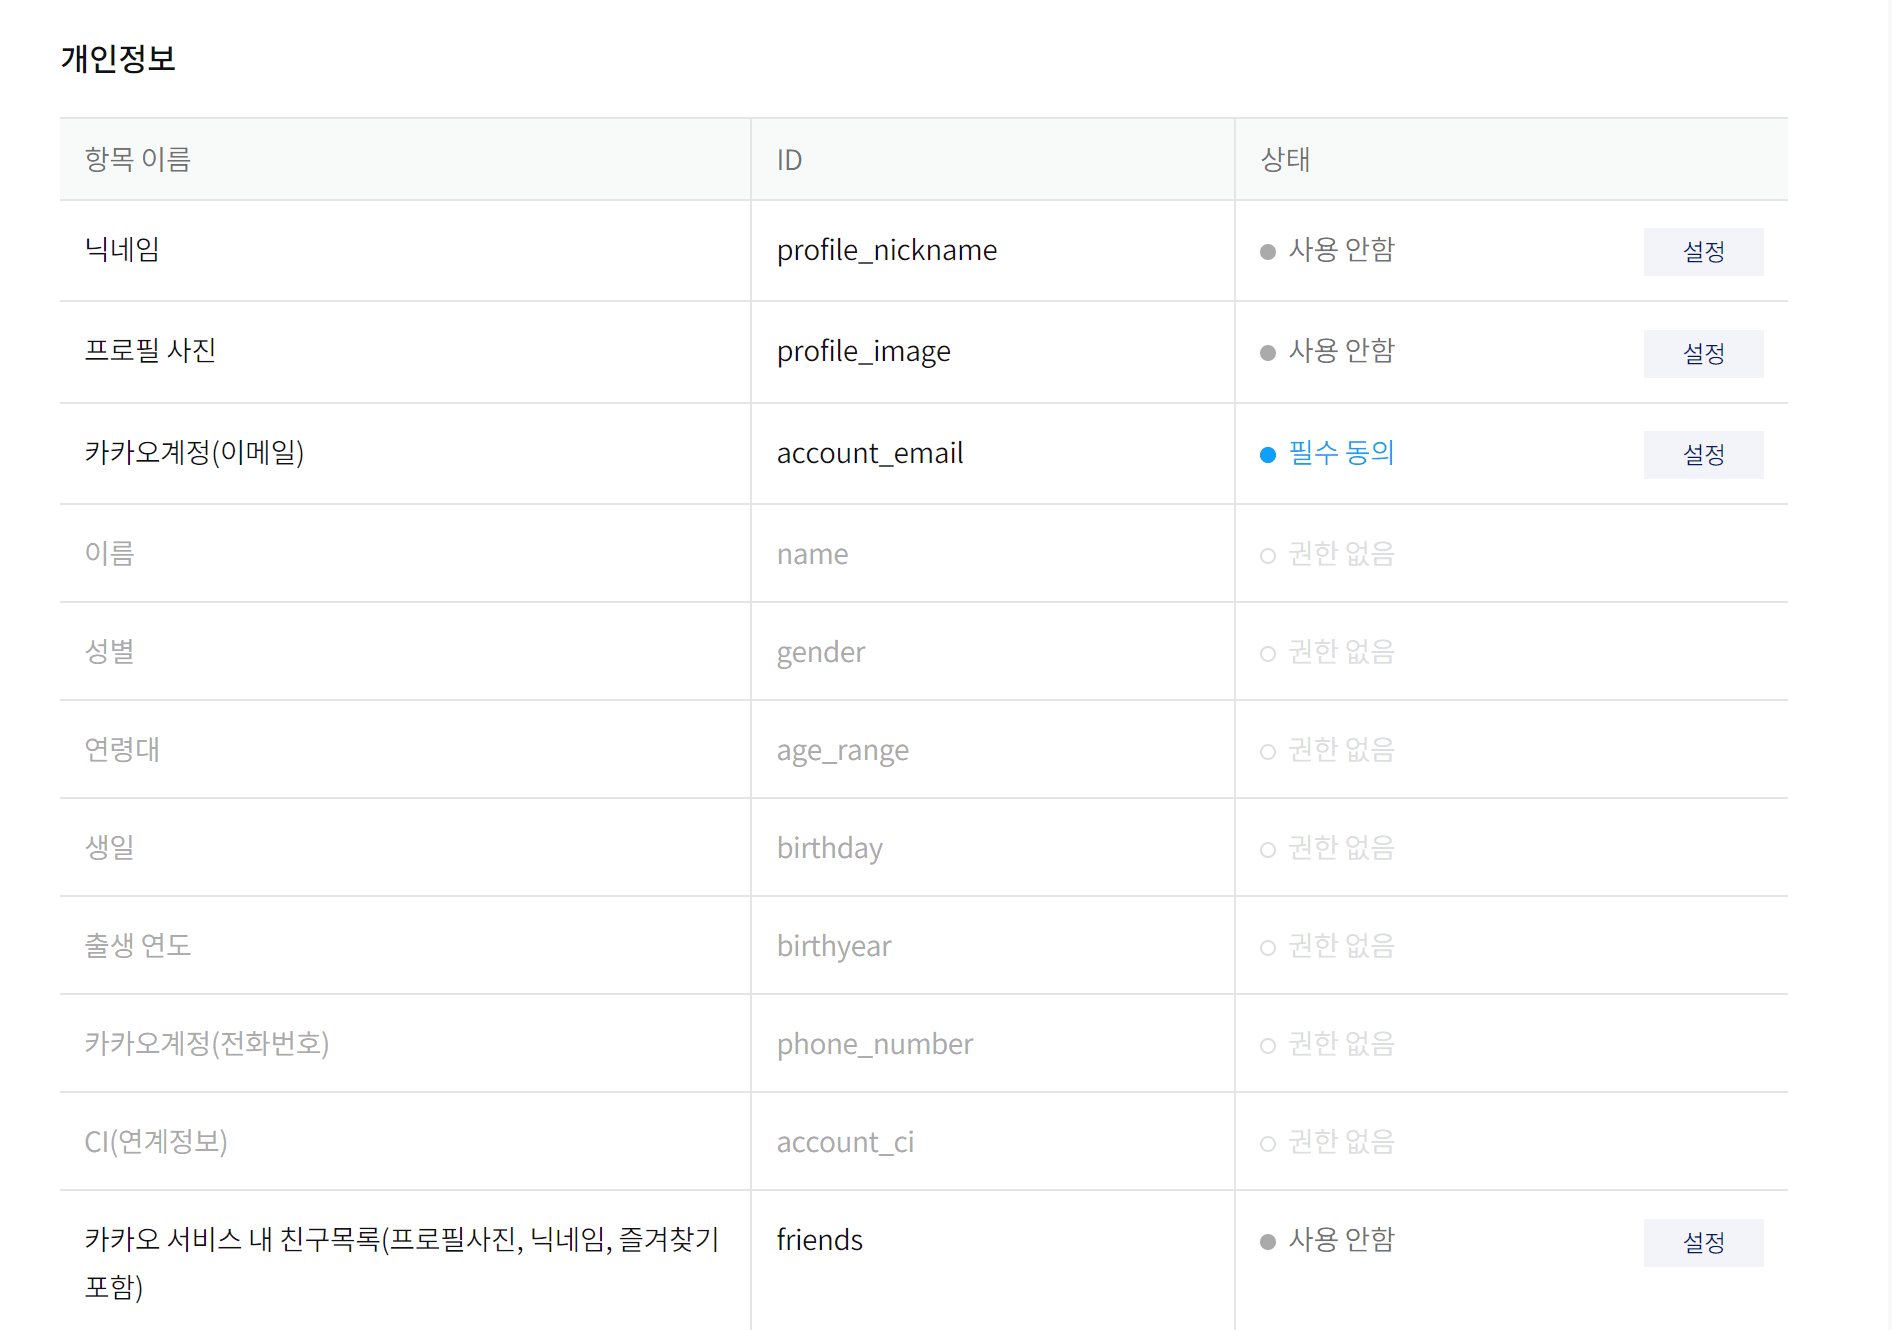 개인정보
항목 이름 ID 상태
닉네임 profile_nickname 사용 안함 설정
프로필 사진 profile_image 사용 안함 설정
카카오계정(이메일) account_email 필수 동의 설정
이름 name 권한 없음
성별 gender 권한 없음
연령대 age_range 권한 없음
생일 birthday 권한 없음
출생 연도 birthyear 권한 없음
카카오계정(전화번호) phone_number 권한 없음
CI(연계정보) account_ci 권한 없음
카카오 서비스 내 친구목록(프로필사진, 닉네임, 즐겨찾기 friends 사용 안함 설정
포함)